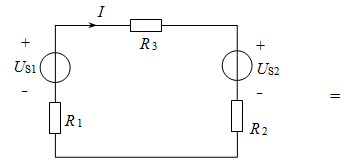 I
R3
+
+
US1
US2
-
-
R1
R2
=